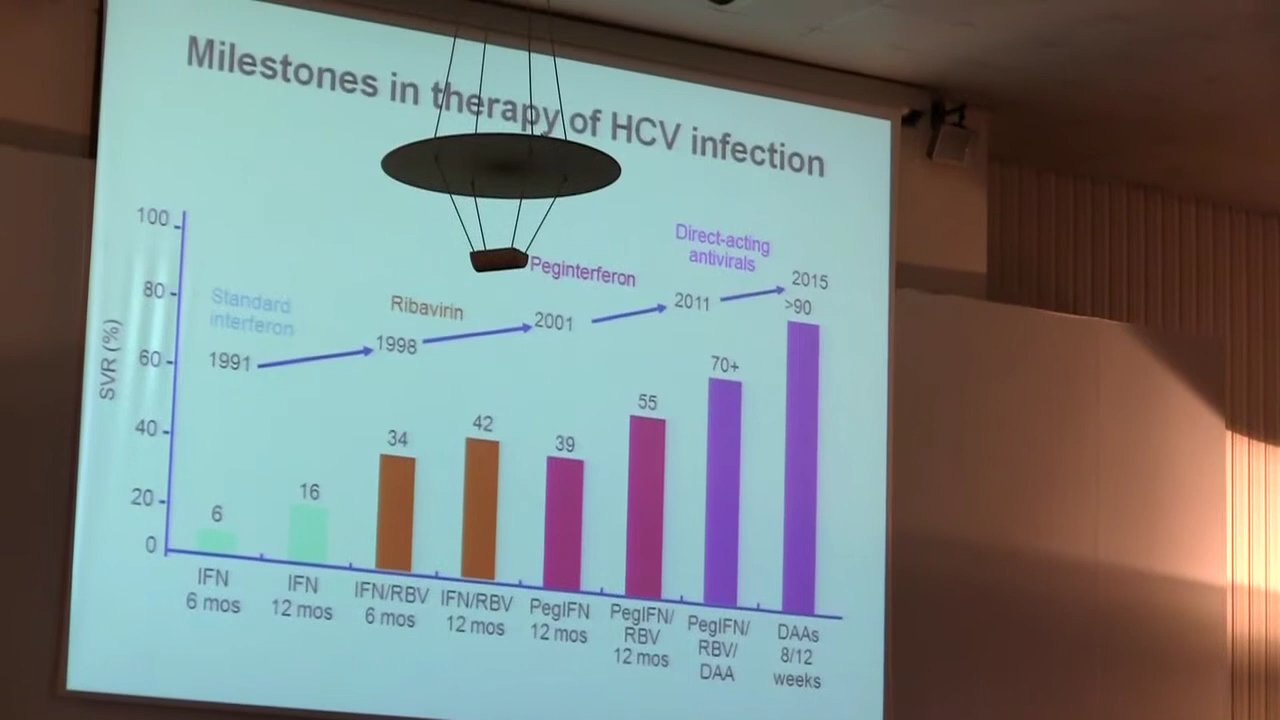 Milestones in therapy of HCV infection
100
80
60
40
20
0
SVR (%)
Standard
interferon
1991
Ribavirin
1998
Peginterferon
2001
2011
Direct-acting
antivirals
2015
6
16
34
42
39
55
70+
>90
IFN
6 mos
IFN
12 mos
IFN/RBV
6 mos
IFN/RBV
12 mos
PegIFN
12 mos
PegIFN/
RBV
12 mos
PegIFN/
RBV/
DAA
DAAs
8/12
weeks